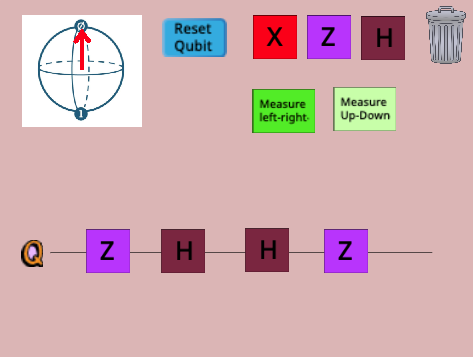 0
1
Reset
Qubit
X Z H
Measure
left-right-
Measure
Up-Down
Q Z H H Z